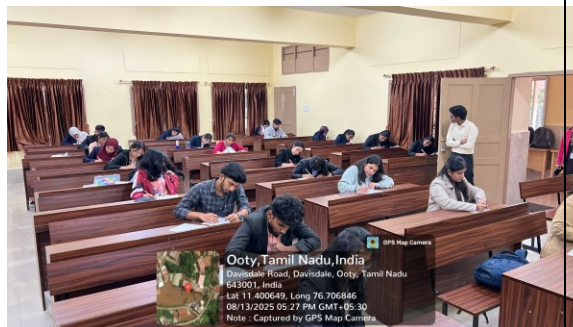 GPS Map Camera
Ooty,Tamil Nadu,India
Davisdale Road, Davisdale, Ooty, Tamil Nadu
643001, India
Lat 11.400649, Long 76.706846
08/13/2025 05:27 PM GMT+05:30
Note : Captured by GPS Map Camera